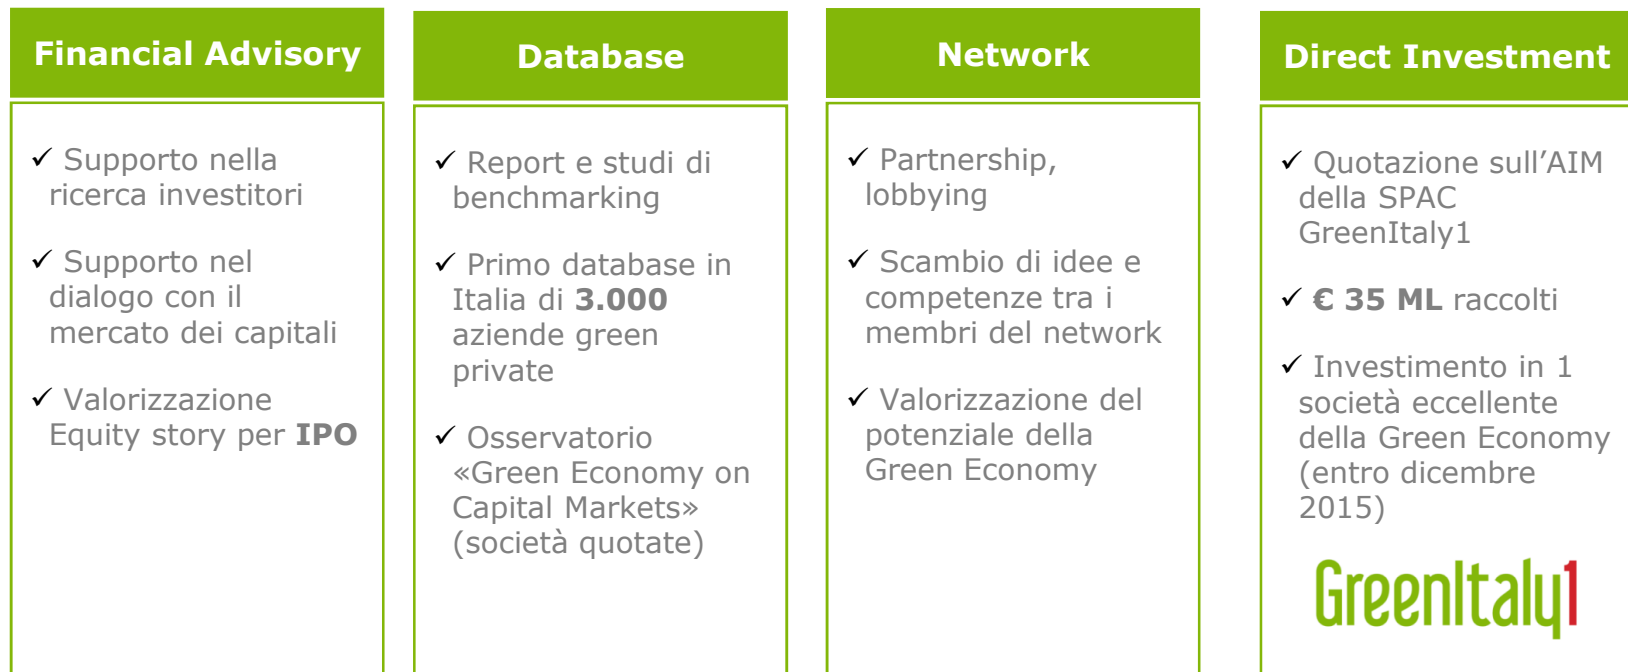 Financial Advisory
✓ Supporto nella
ricerca investitori
✓ Supporto nel
dialogo con il
mercato dei capitali
✓ Valorizzazione
Equity story per IPO
Database
✓ Report e studi di
benchmarking
✓ Primo database in
Italia di 3.000
aziende green
private
✓ Osservatorio
«Green Economy on
Capital Markets»
(società quotate)
Network
✓ Partnership,
lobbying
✓ Scambio di idee e
competenze tra i
membri del network
✓ Valorizzazione del
potenziale della
Green Economy
Direct Investment
✓ Quotazione sull’AIM
della SPAC
GreenItaly1
✓ € 35 ML raccolti
✓ Investimento in 1
società eccellente
della Green Economy
(entro dicembre
2015)
GreenItaly1